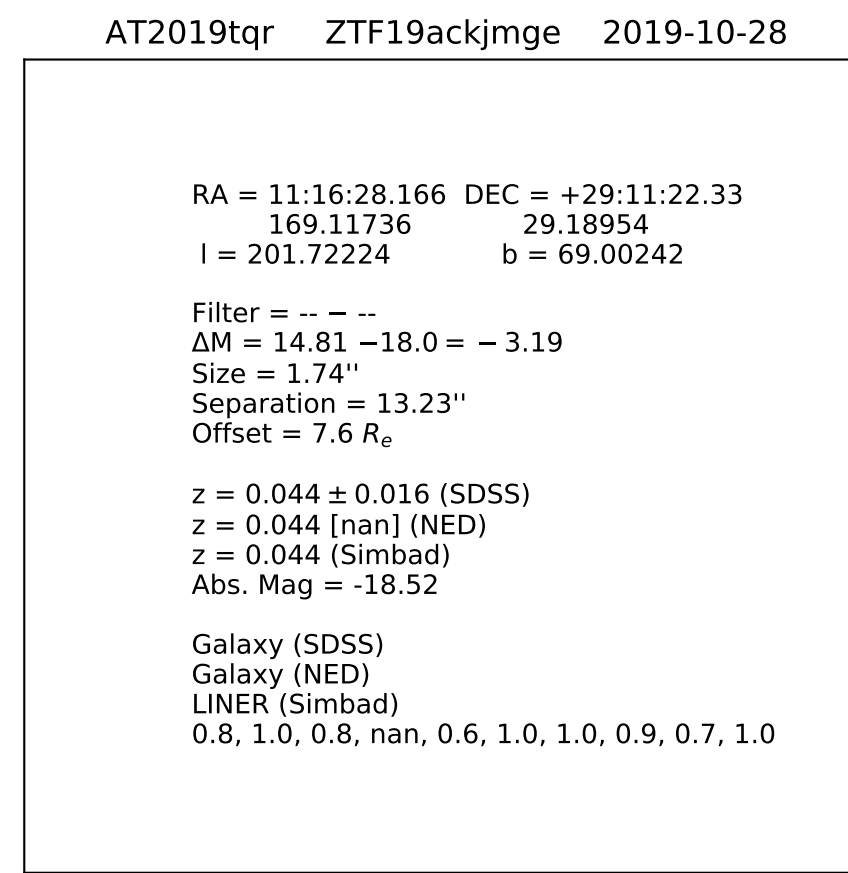 AT2019tqr ZTF19ackjmge 2019-10-28
RA = 11:16:28.166 DEC = +29:11:22.33
169.11736 29.18954
l = 201.72224 b = 69.00242
Filter = -- − --
ΔM = 14.81 −18.0 = − 3.19
Size = 1.74''
Separation = 13.23''
Offset = 7.6 Rₑ
z = 0.044 ± 0.016 (SDSS)
z = 0.044 [nan] (NED)
z = 0.044 (Simbad)
Abs. Mag = -18.52
Galaxy (SDSS)
Galaxy (NED)
LINER (Simbad)
0.8, 1.0, 0.8, nan, 0.6, 1.0, 1.0, 0.9, 0.7, 1.0